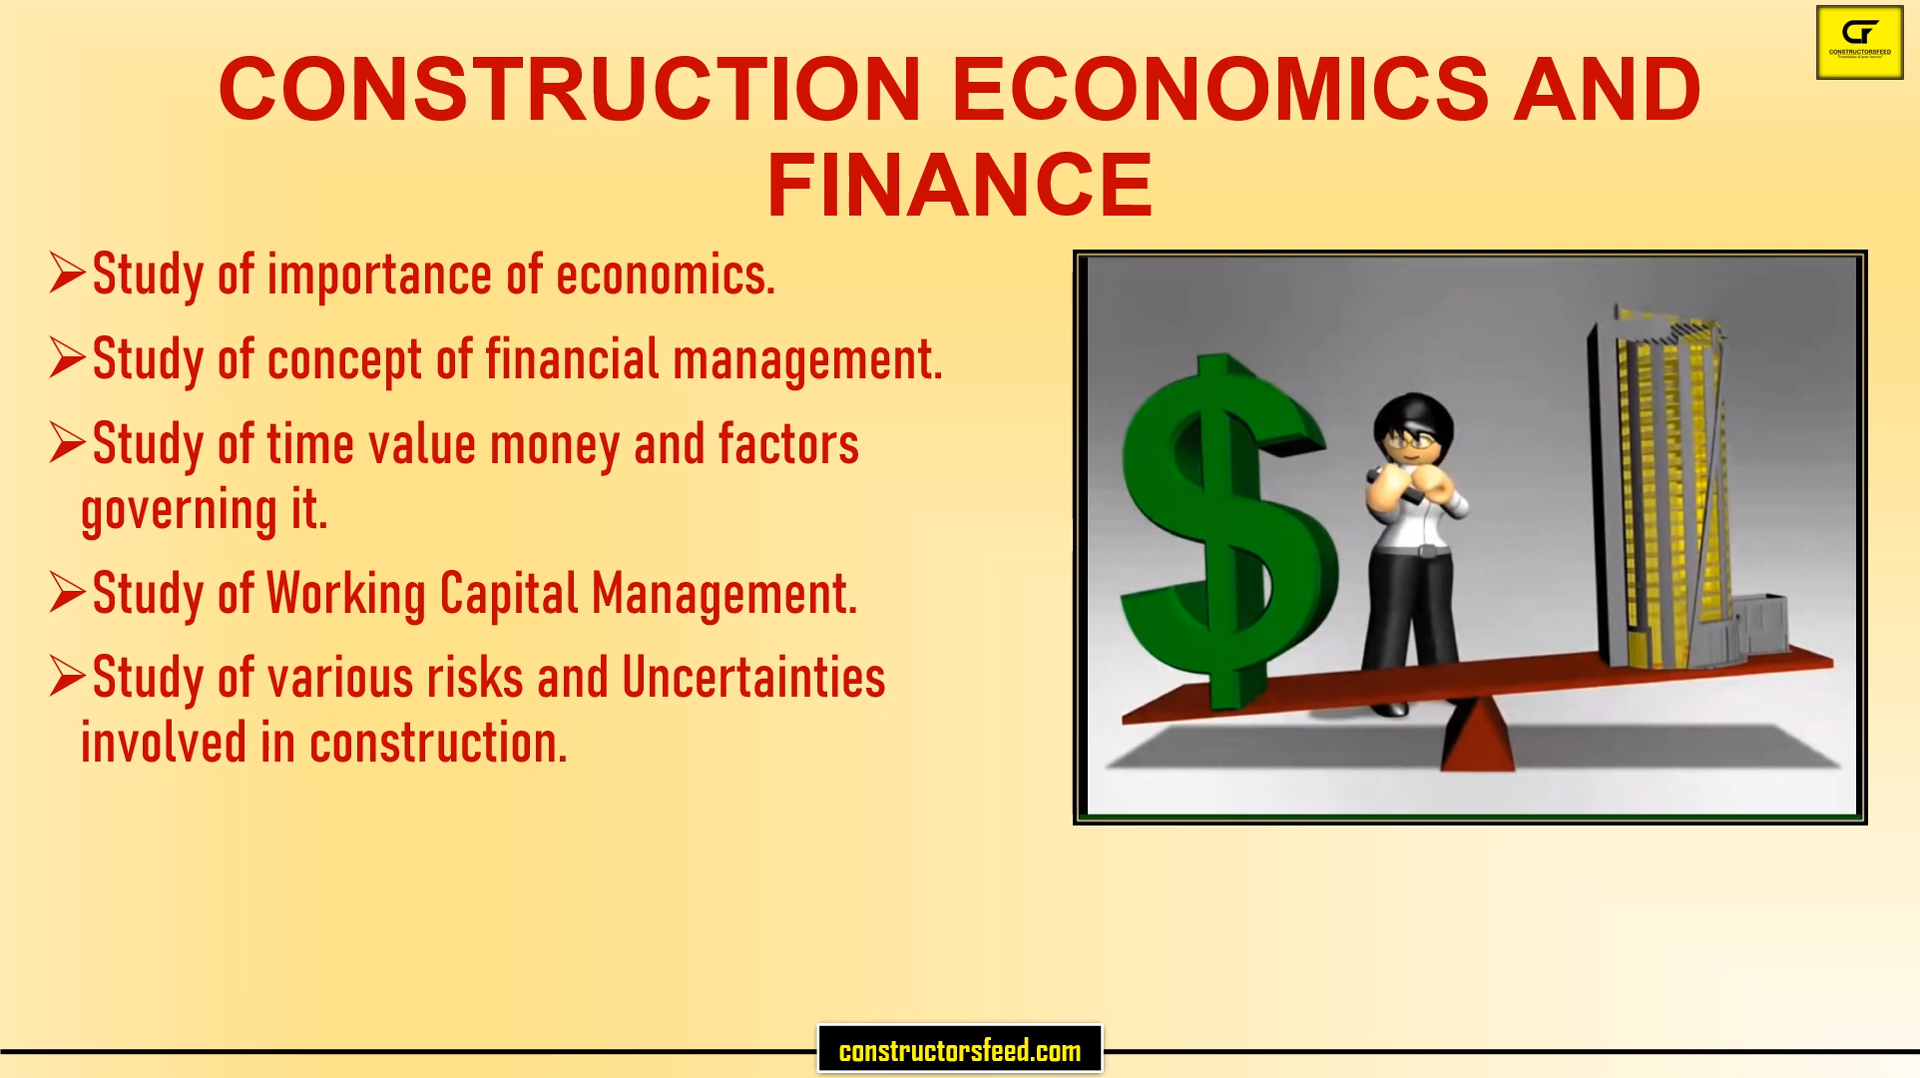 CONSTRUCTION ECONOMICS AND
FINANCE
Study of importance of economics.
Study of concept of financial management.
Study of time value money and factors
governing it.
Study of Working Capital Management.
Study of various risks and Uncertainties
involved in construction.
CF
CONSTRUCTORSFEED
constructorsfeed.com